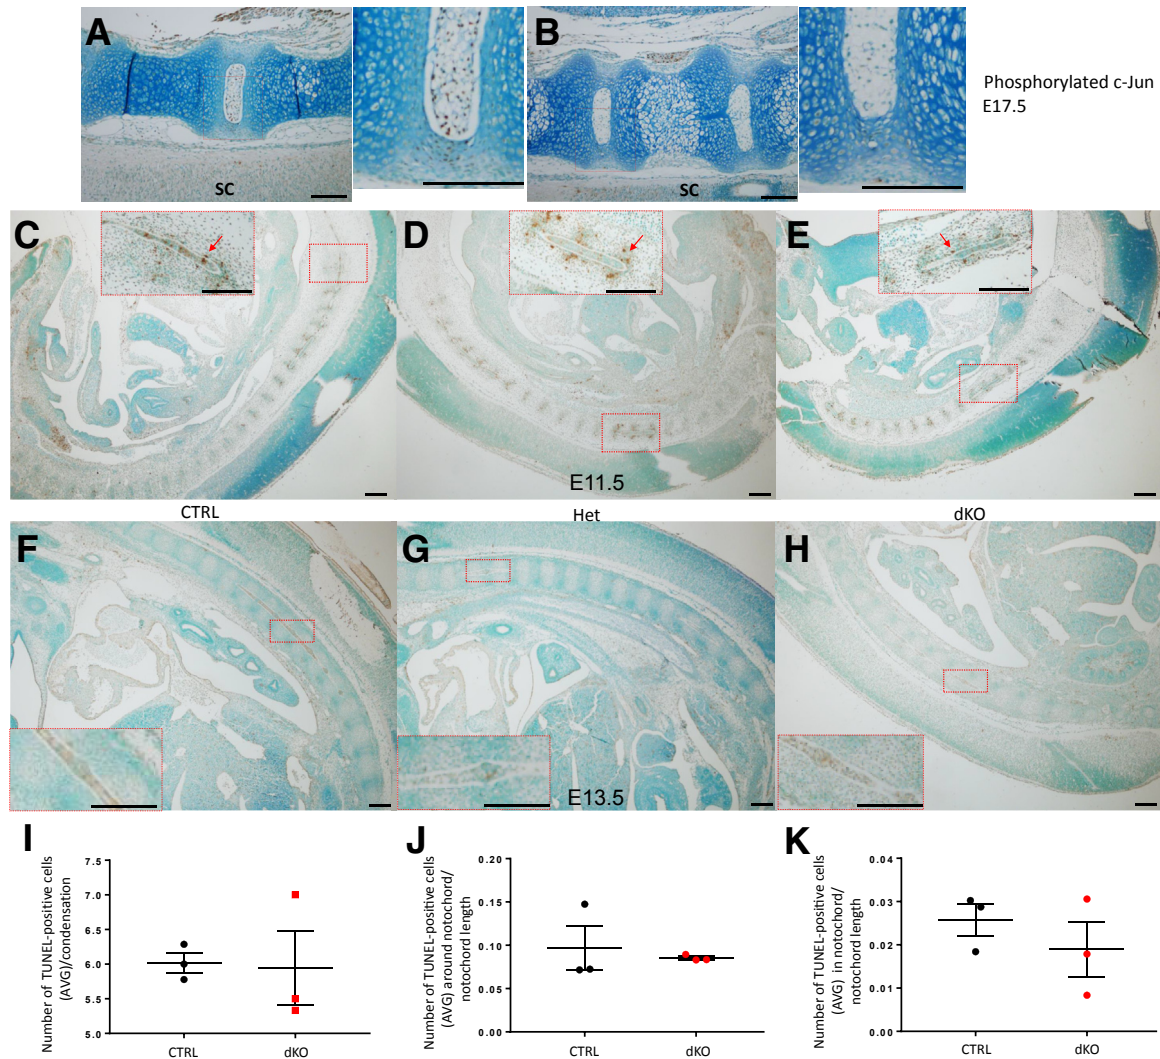 A
B
Phosphorylated c-Jun
E17.5
SC
SC
C
D
E
E11.5
CTRL
Het
dKO
F
G
H
E13.5
I
J
K
Number of TUNEL-positive cells
(AVG)/condensation
7.5
7.0
6.5
6.0
5.5
5.0
CTRL
dKO
Number of TUNEL-positive cells
(AVG) around notochord/
notochord length
0.20
0.15
0.10
0.05
0.00
CTRL
dKO
Number of TUNEL-positive cells
(AVG) in notochord/
notochord length
0.04
0.03
0.02
0.01
0.00
CTRL
dKO